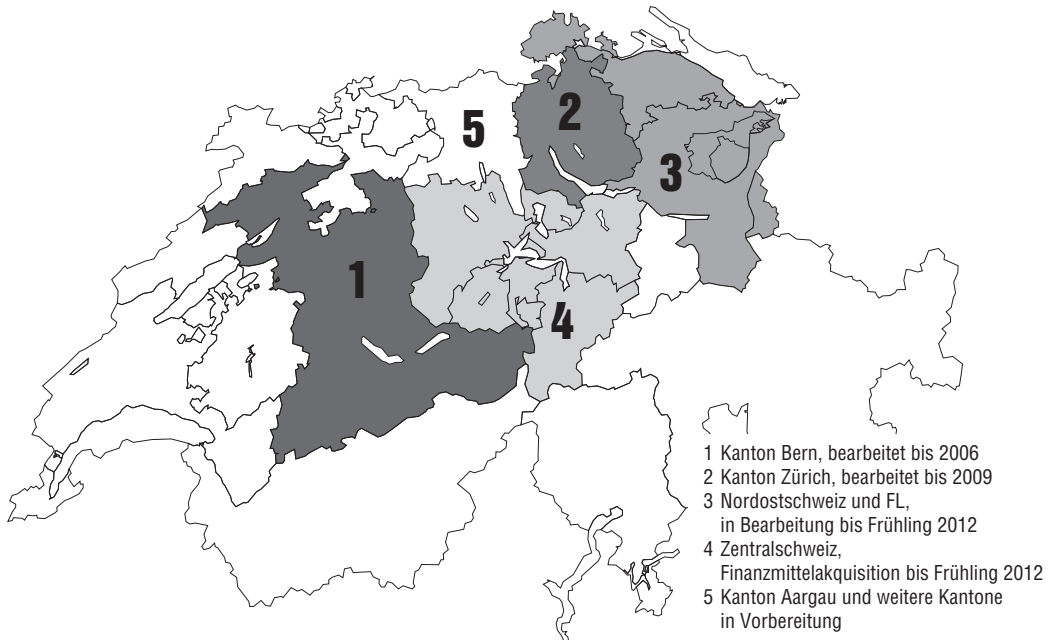 5
2
3
1
4
1 Kanton Bern, bearbeitet bis 2006
2 Kanton Zürich, bearbeitet bis 2009
3 Nordostschweiz und FL,
in Bearbeitung bis Frühling 2012
4 Zentralschweiz,
Finanzmittelakquisition bis Frühling 2012
5 Kanton Aargau und weitere Kantone
in Vorbereitung